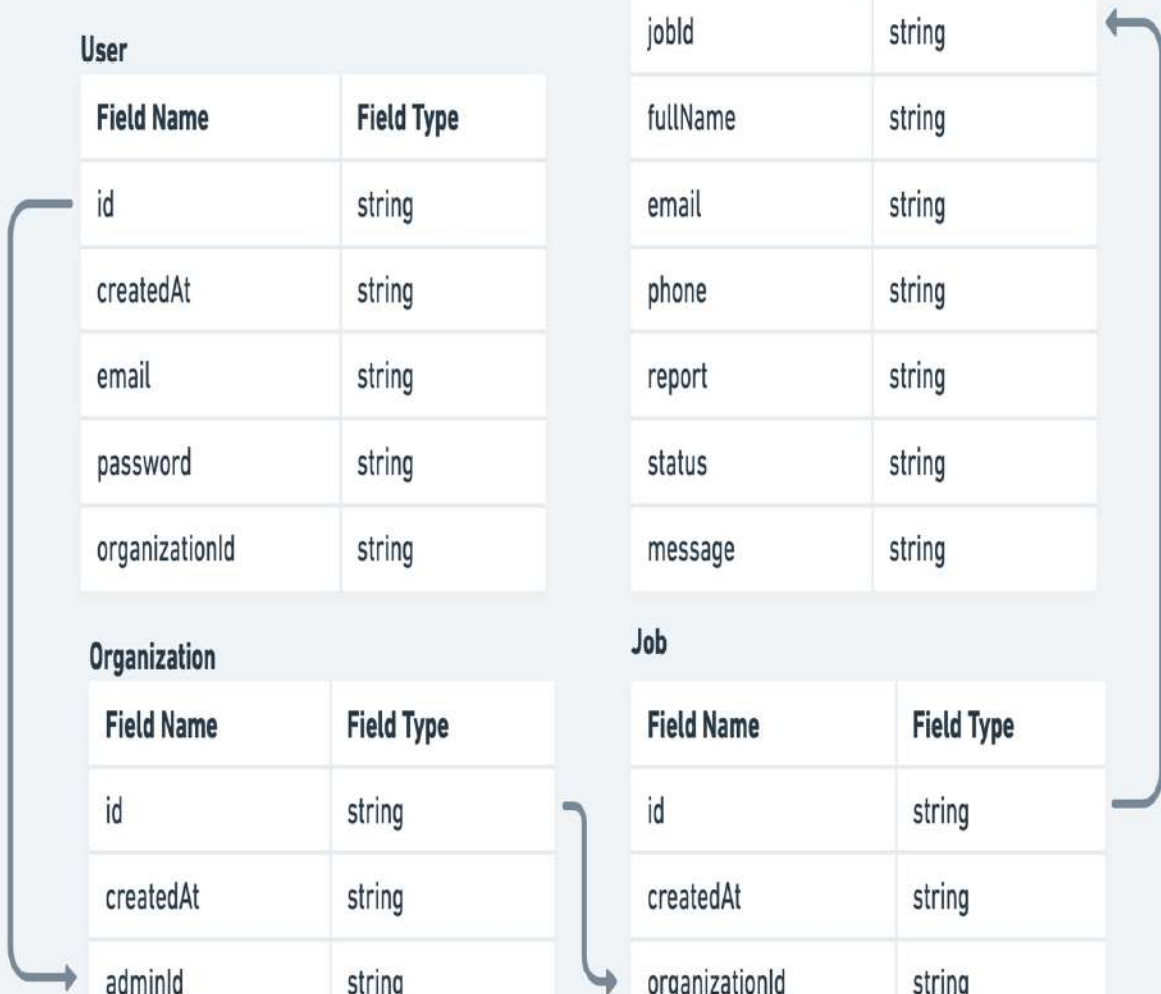 User
Field Name Field Type
id string
createdAt string
email string
password string
organizationId string
jobId string
fullName string
email string
phone string
report string
status string
message string
Organization
Field Name Field Type
id string
createdAt string
adminId string
Job
Field Name Field Type
id string
createdAt string
organizationId string